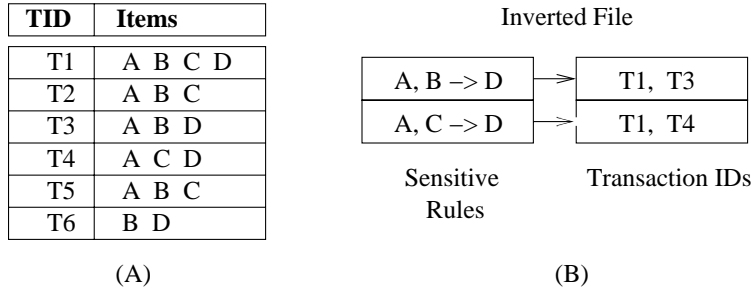 TID Items
T1 A B C D
T2 A B C
T3 A B D
T4 A C D
T5 A B C
T6 B D
(A)
Inverted File
A, B –> D T1, T3
A, C –> D T1, T4
Sensitive Rules
Transaction IDs
(B)